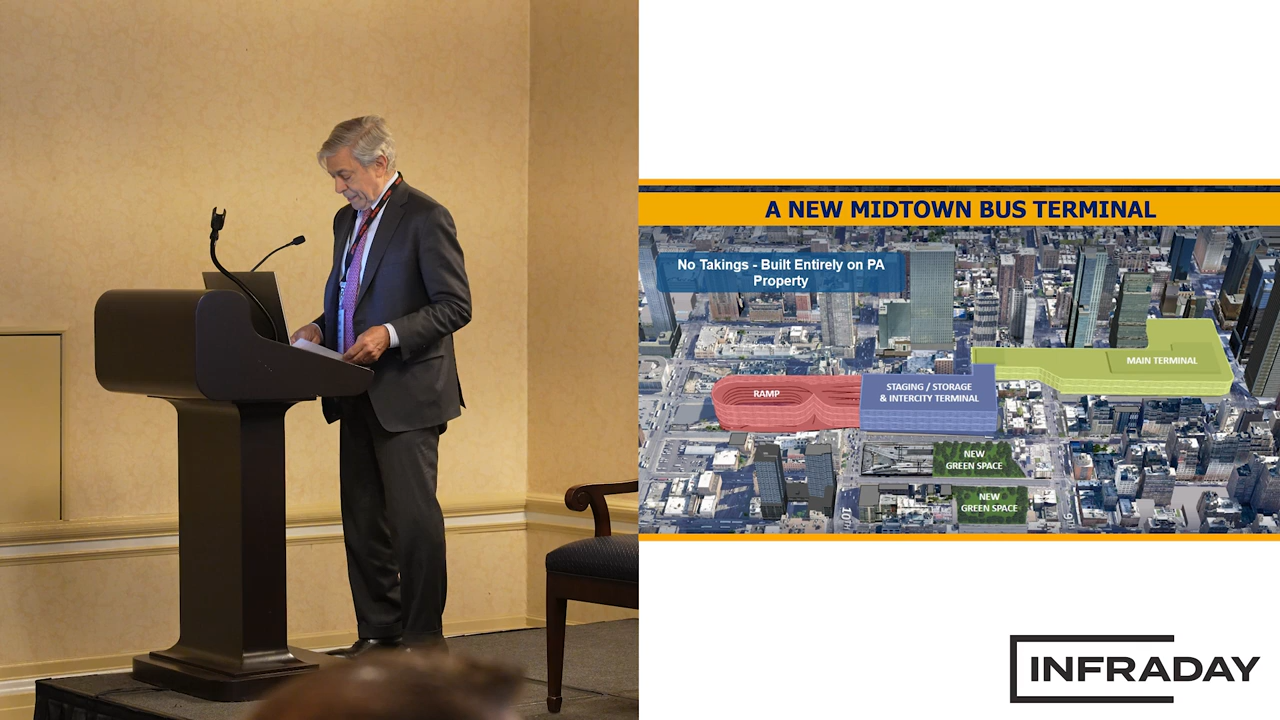 A NEW MIDTOWN BUS TERMINAL
No Takings - Built Entirely on PA
Property
MAIN TERMINAL
RAMP
STAGING / STORAGE
& INTERCITY TERMINAL
NEW
GREEN SPACE
NEW
GREEN SPACE
10TH
INFRADAY